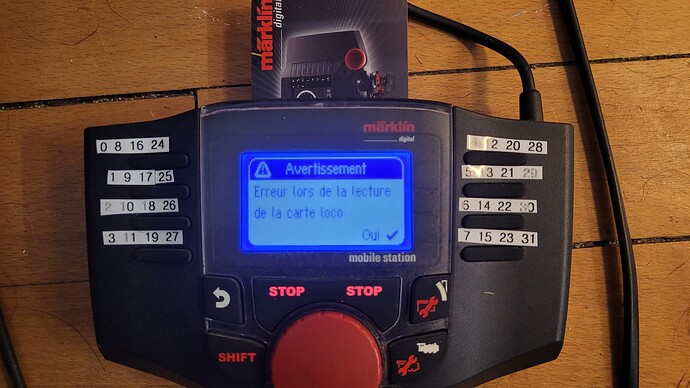 märklin
digital
märklin
digital
0 8 16 24
1 9 17 25
2 10 18 26
3 11 19 27
12 20 28
5 13 21 29
6 14 22 30
7 15 23 31
Avertissement
Erreur lors de la lecture
de la carte loco
Oui ✓
mobile station
STOP
STOP
SHIFT